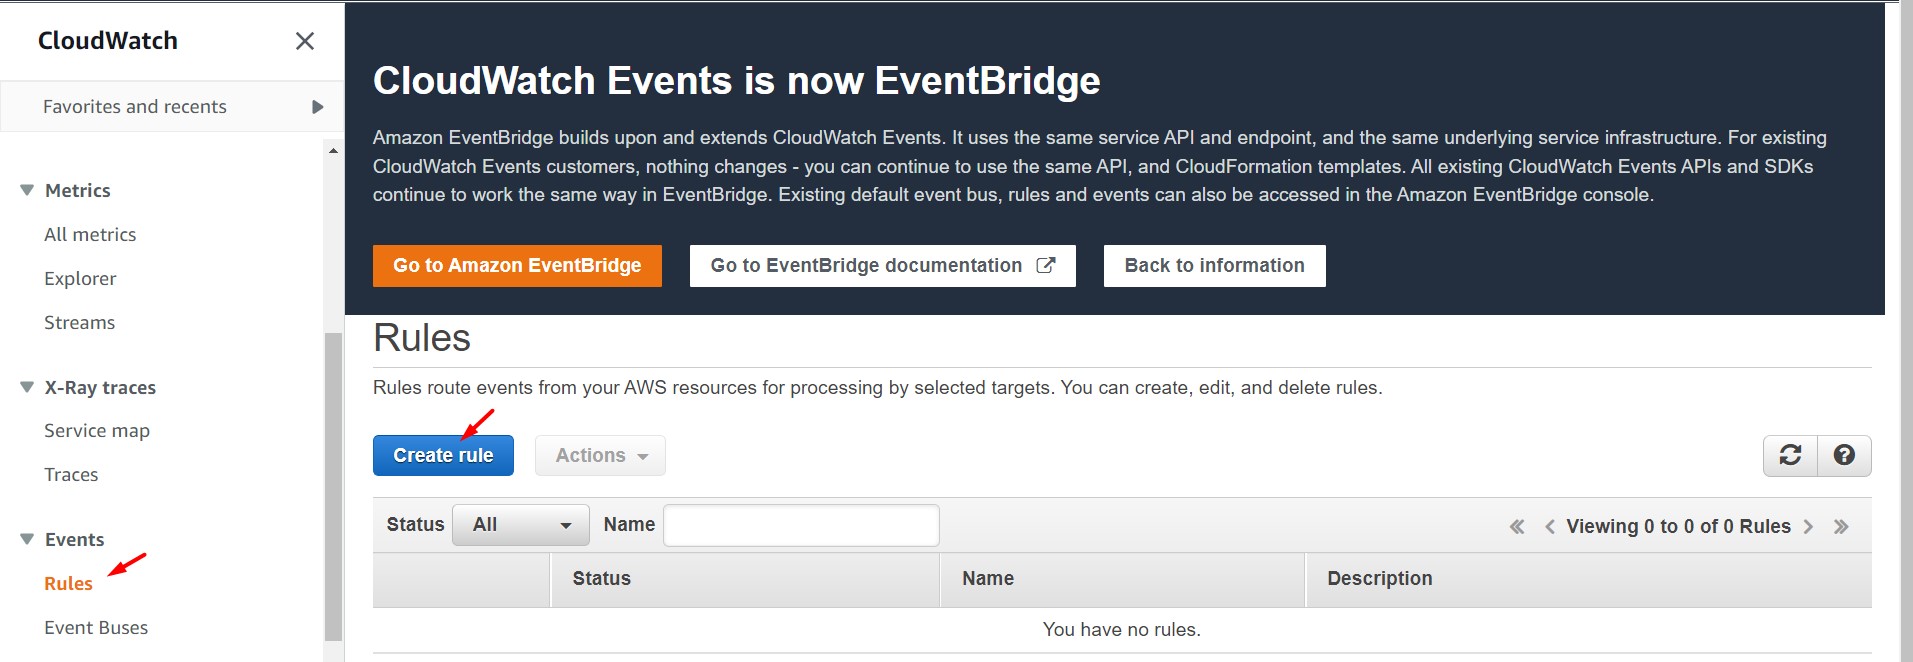 CloudWatch
Favorites and recents
Metrics
All metrics
Explorer
Streams
X-Ray traces
Service map
Traces
Events
Rules
Event Buses
CloudWatch Events is now EventBridge
Amazon EventBridge builds upon and extends CloudWatch Events. It uses the same service API and endpoint, and the same underlying service infrastructure. For existing
CloudWatch Events customers, nothing changes - you can continue to use the same API, and CloudFormation templates. All existing CloudWatch Events APIs and SDKs
continue to work the same way in EventBridge. Existing default event bus, rules and events can also be accessed in the Amazon EventBridge console.
Go to Amazon EventBridge Go to EventBridge documentation Back to information
Rules
Rules route events from your AWS resources for processing by selected targets. You can create, edit, and delete rules.
Create rule Actions
Status All Name « < Viewing 0 to 0 of 0 Rules > »
Status Name Description
You have no rules.